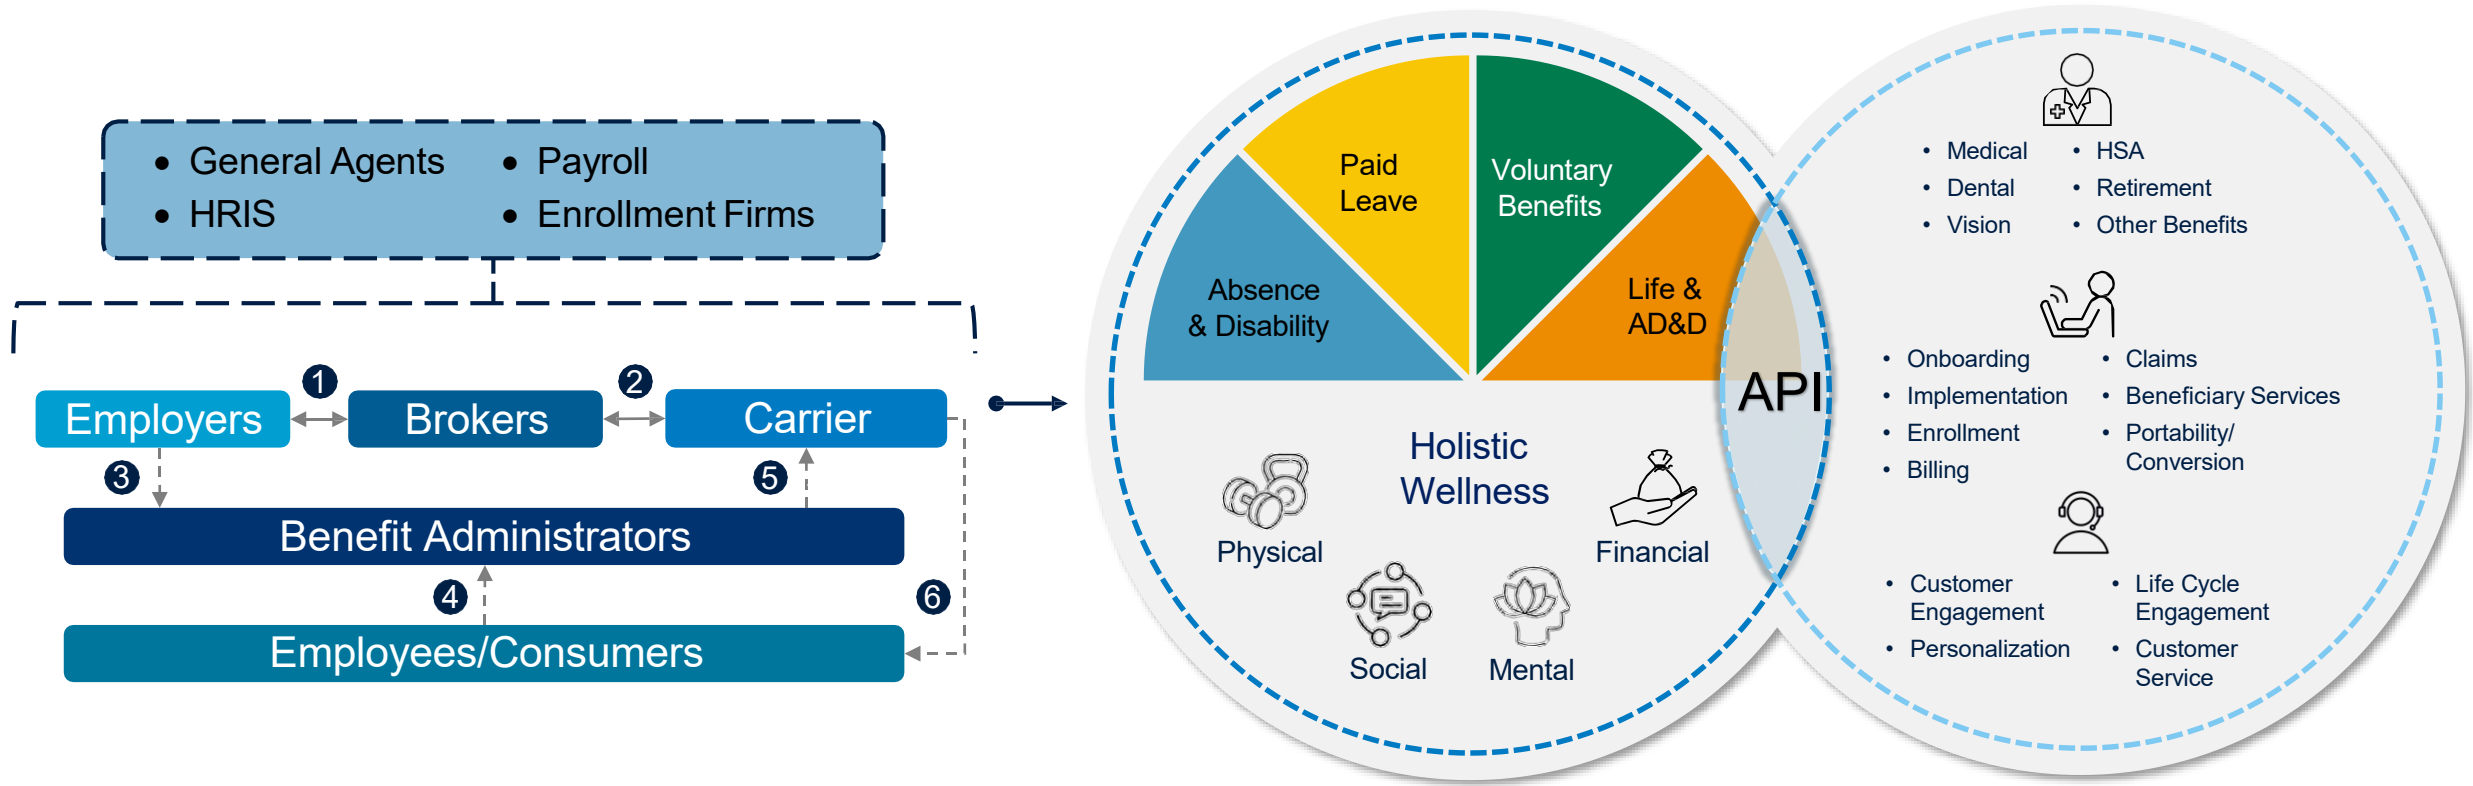 • General Agents
• HRIS
• Payroll
• Enrollment Firms
1
2
Employers
Brokers
Carrier
3
5
Benefit Administrators
4
6
Employees/Consumers
Absence
& Disability
Paid
Leave
Voluntary
Benefits
Life &
AD&D
API
Holistic
Wellness
Physical
Social
Mental
Financial
• Medical
• Dental
• Vision
• HSA
• Retirement
• Other Benefits
• Onboarding
• Implementation
• Enrollment
• Billing
• Claims
• Beneficiary Services
• Portability/
Conversion
• Customer
Engagement
• Personalization
• Life Cycle
Engagement
• Customer
Service